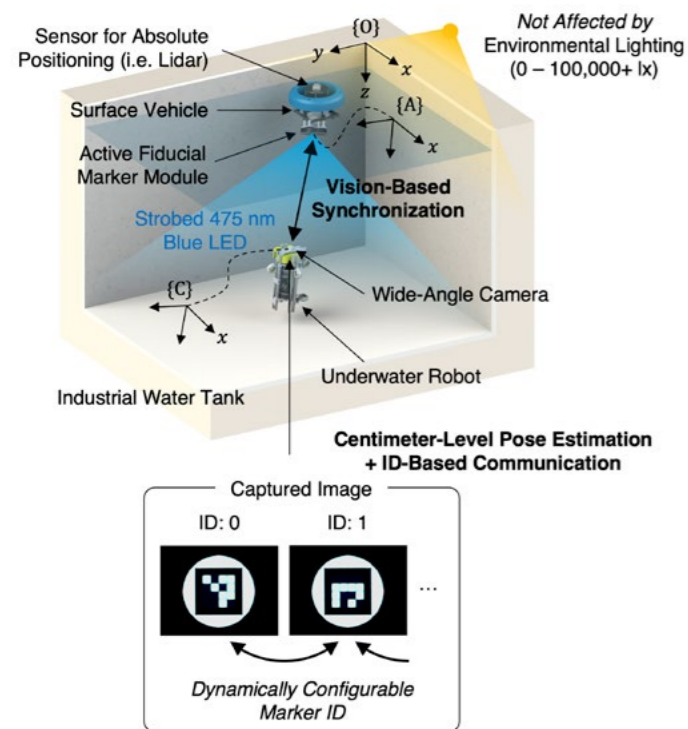 Sensor for Absolute
Positioning (i.e. Lidar)
Surface Vehicle
Active Fiducial
Marker Module
{O}
y
x
z
Not Affected by
Environmental Lighting
(0 – 100,000+ lx)
{A}
x
Vision-Based
Synchronization
Strobed 475 nm
Blue LED
{C}
x
Wide-Angle Camera
Underwater Robot
Industrial Water Tank
Centimeter-Level Pose Estimation
+ ID-Based Communication
Captured Image
ID: 0
ID: 1
...
Dynamically Configurable
Marker ID